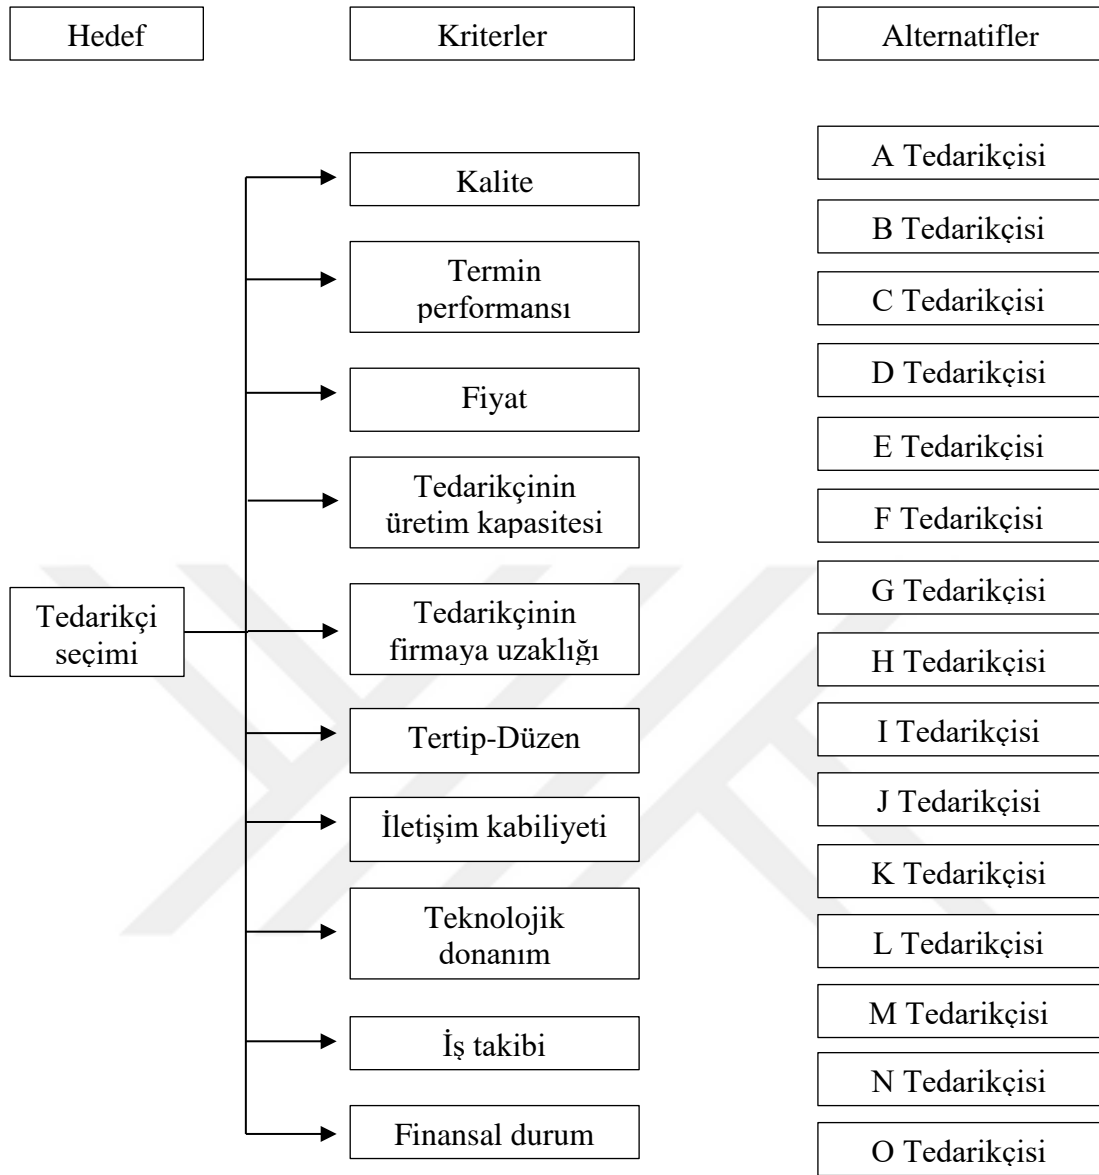 Hedef
Kriterler
Alternatifler
Tedarikçi
seçimi
Kalite
Termin
performansı
Fiyat
Tedarikçinin
üretim kapasitesi
Tedarikçinin
firmaya uzaklığı
Tertip-Düzen
İletişim kabiliyeti
Teknolojik
donanım
İş takibi
Finansal durum
A Tedarikçisi
B Tedarikçisi
C Tedarikçisi
D Tedarikçisi
E Tedarikçisi
F Tedarikçisi
G Tedarikçisi
H Tedarikçisi
I Tedarikçisi
J Tedarikçisi
K Tedarikçisi
L Tedarikçisi
M Tedarikçisi
N Tedarikçisi
O Tedarikçisi